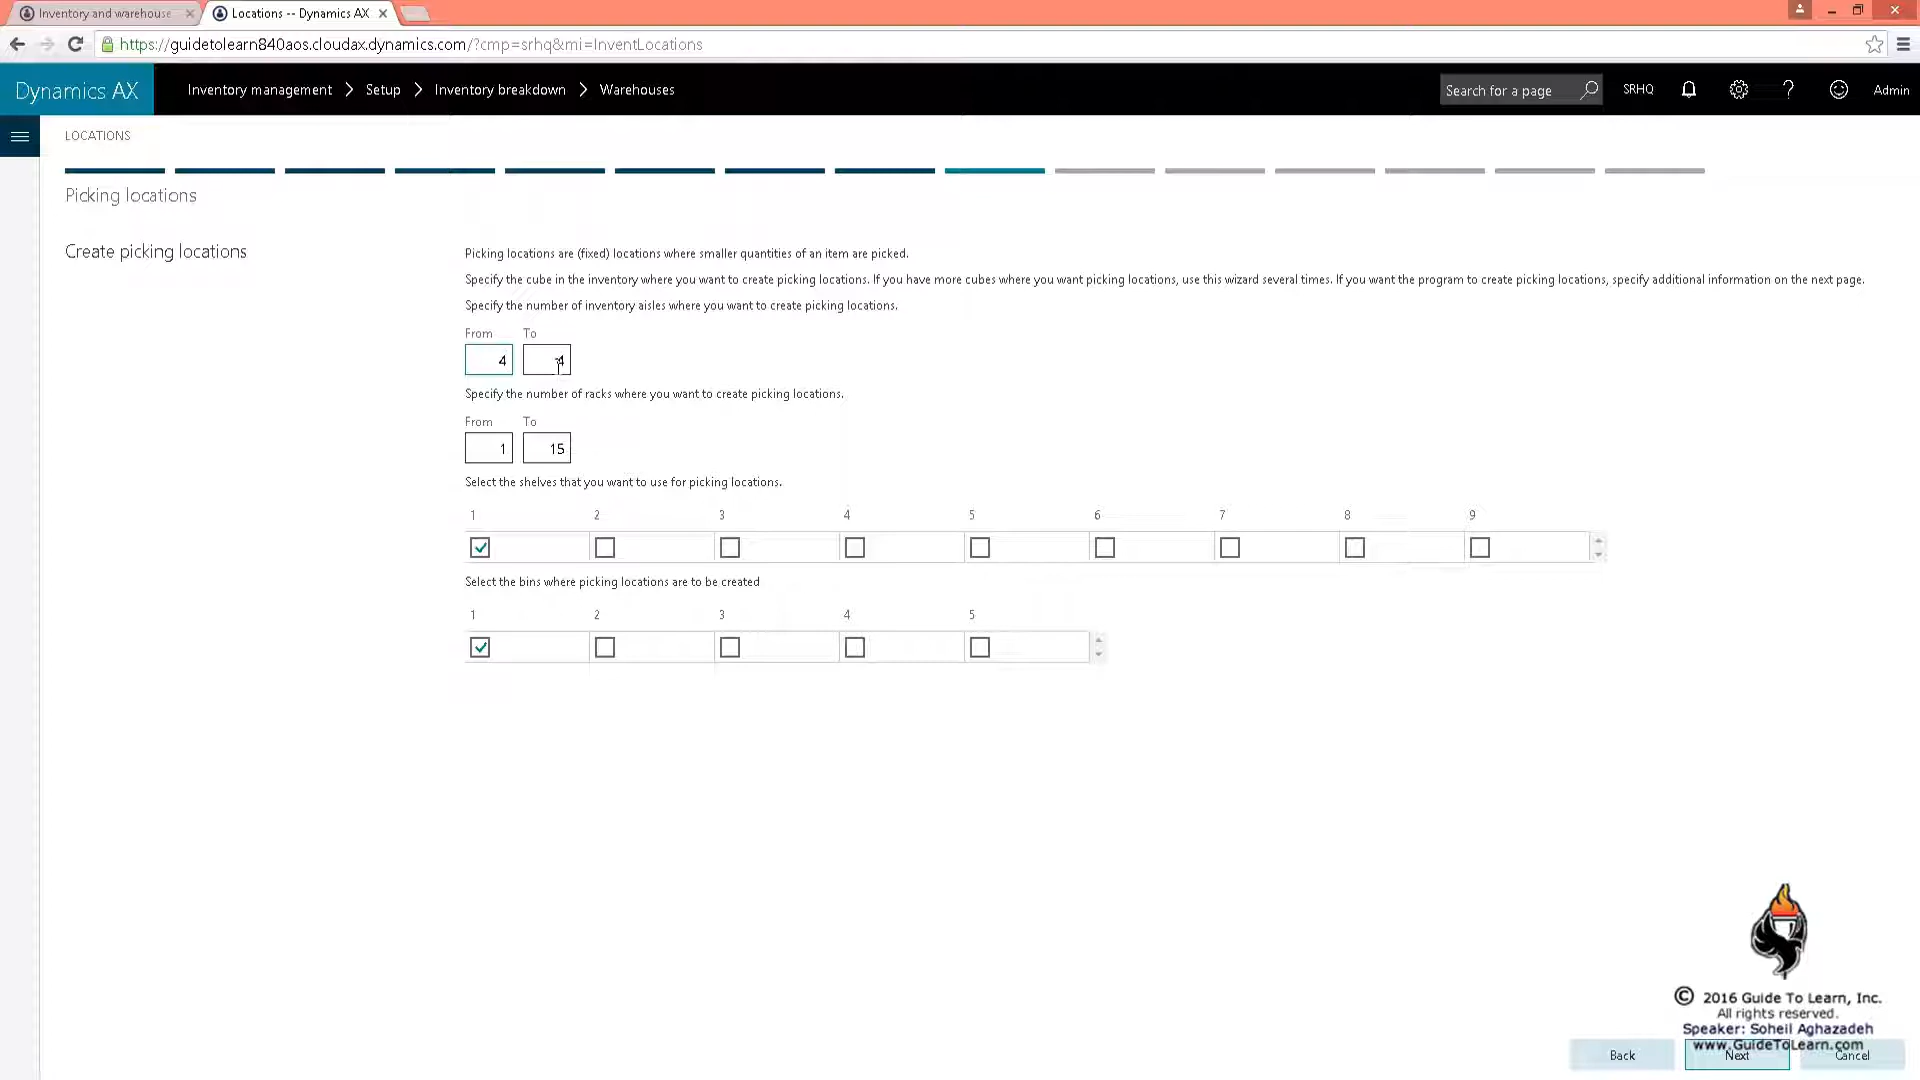 Inventory and warehouse
Locations -- Dynamics AX
https://guidetolearn840aos.cloudax.dynamics.com/?cmp=srhq&mi=InventLocations
Dynamics AX
Inventory management > Setup > Inventory breakdown > Warehouses
Search for a page
SRHQ
?
Admin
LOCATIONS
Picking locations
Create picking locations
Picking locations are (fixed) locations where smaller quantities of an item are picked.
Specify the cube in the inventory where you want to create picking locations. If you have more cubes where you want picking locations, use this wizard several times. If you want the program to create picking locations, specify additional information on the next page.
Specify the number of inventory aisles where you want to create picking locations.
From To
4 4
Specify the number of racks where you want to create picking locations.
From To
1 15
Select the shelves that you want to use for picking locations.
1 2 3 4 5 6 7 8 9
Select the bins where picking locations are to be created
1 2 3 4 5
© 2016 Guide To Learn, Inc.
All rights reserved.
Speaker: Soheil Aghazadeh
www.GuideToLearn.com
Back Next Cancel